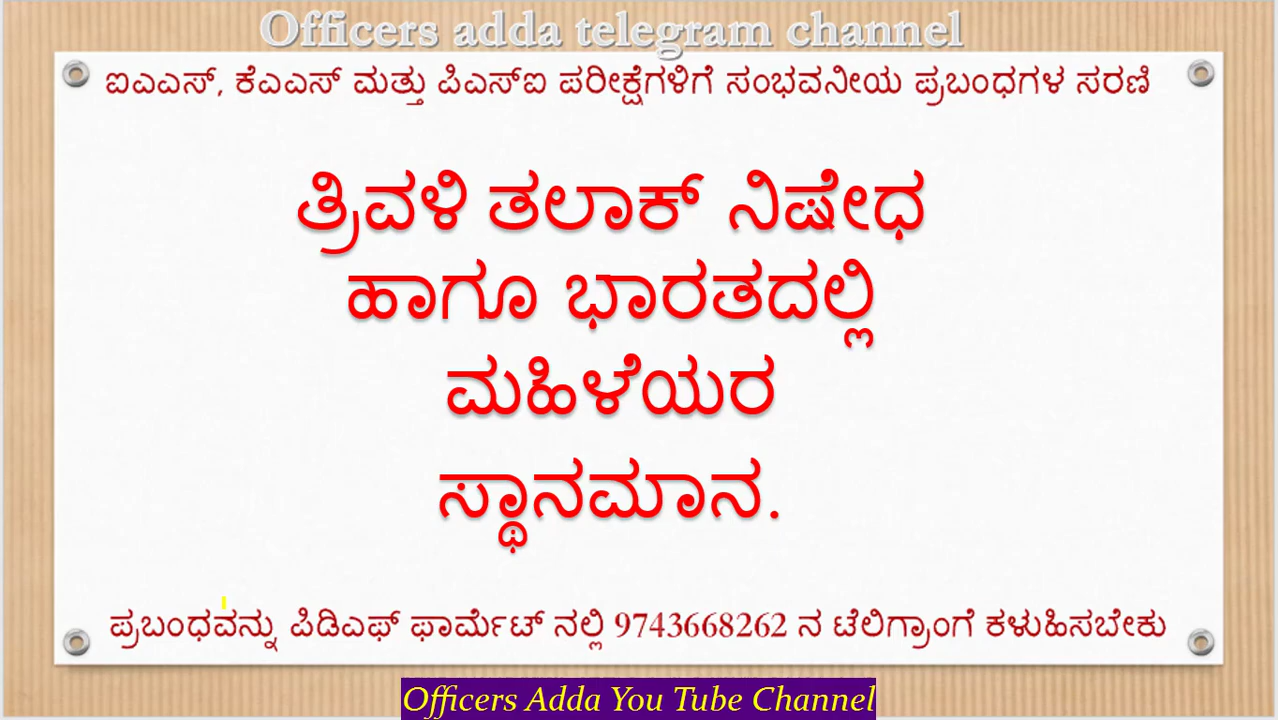 Officers adda telegram channel
ಐಎಎಸ್, ಕೆಎಎಸ್ ಮತ್ತು ಪಿಎಸ್ಐ ಪರೀಕ್ಷೆಗಳಿಗೆ ಸಂಭವನೀಯ ಪ್ರಬಂಧಗಳ ಸರಣಿ
ತ್ರಿವಳಿ ತಲಾಕ್ ನಿಷೇಧ
ಹಾಗೂ ಭಾರತದಲ್ಲಿ
ಮಹಿಳೆಯರ
ಸ್ಥಾನಮಾನ.
ಪ್ರಬಂಧವನ್ನು ಪಿಡಿಎಫ್ ಫಾರ್ಮೆಟ್ ನಲ್ಲಿ 9743668262 ನ ಟೆಲಿಗ್ರಾಂಗೆ ಕಳುಹಿಸಬೇಕು
Officers Adda You Tube Channel